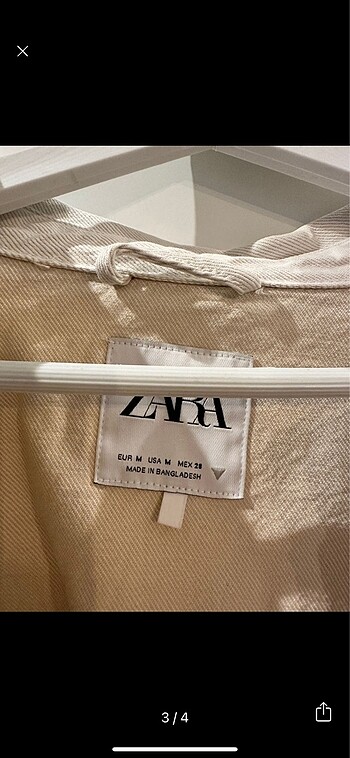 ZARA
EUR M USA M MEX 28
MADE IN BANGLADESH
3/4